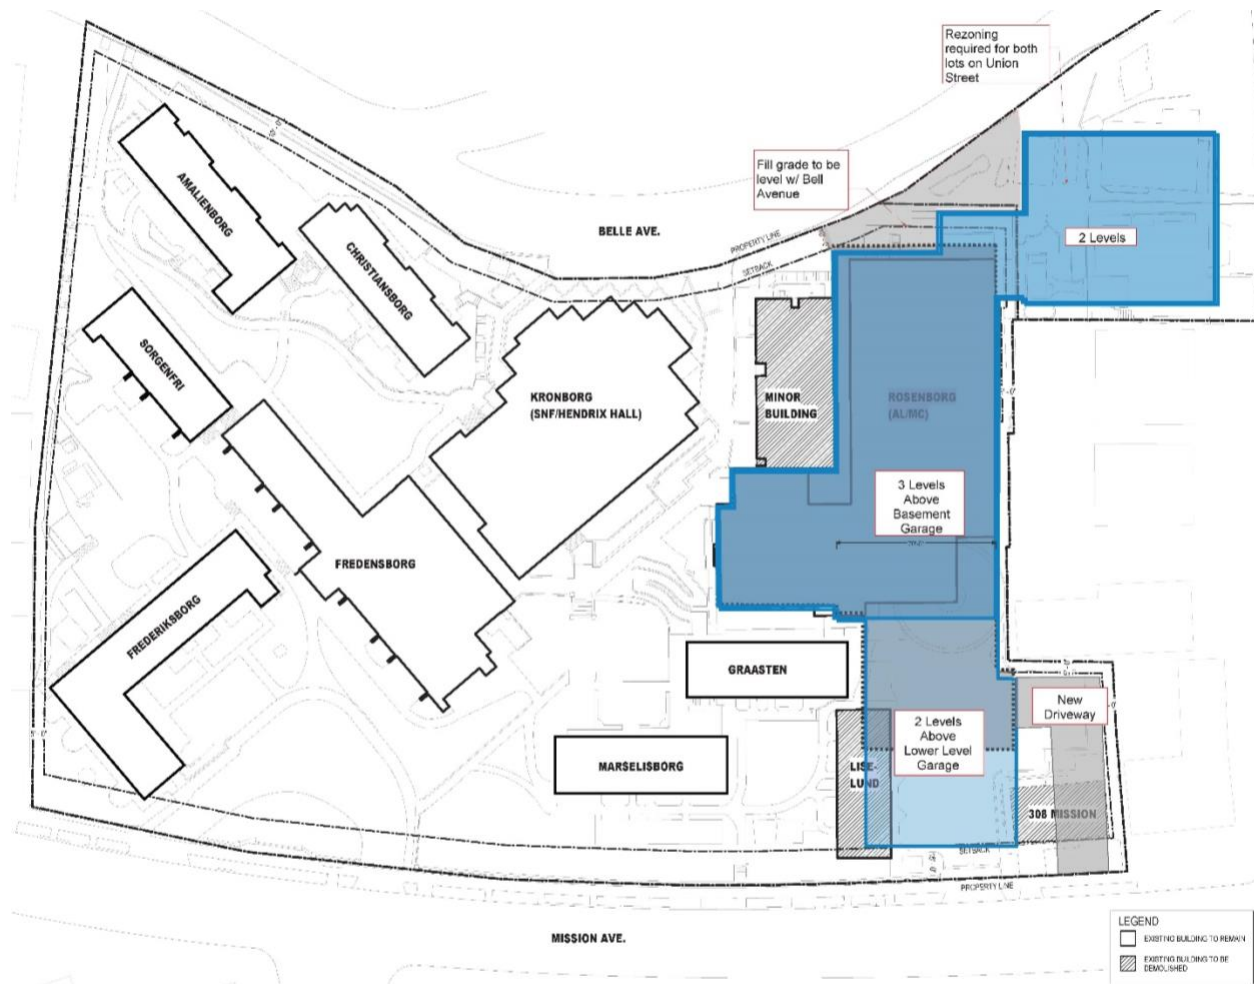 Rezoning
required for both
lots on Union
Street
Fill grade to be
level w/ Bell
Avenue
2 Levels
BELLE AVE.
PROPERTY LINE
SETBACK
AMALIENBORG
CHRISTIANSBORG
SORGENFRI
KRONBORG
(SNF/HENDRIX HALL)
MINOR
BUILDING
ROSENBORG
(AL/MC)
3 Levels
Above
Basement
Garage
FREDENSBORG
FREDERIKSBORG
GRAASTEN
New
Driveway
2 Levels
Above
Lower Level
Garage
MARSELISBORG
LISE-
LUND
308 MISSION
SETBACK
PROPERTY LINE
MISSION AVE.
LEGEND
EXISTING BUILDING TO REMAIN
EXISTING BUILDING TO BE
DEMOLISHED